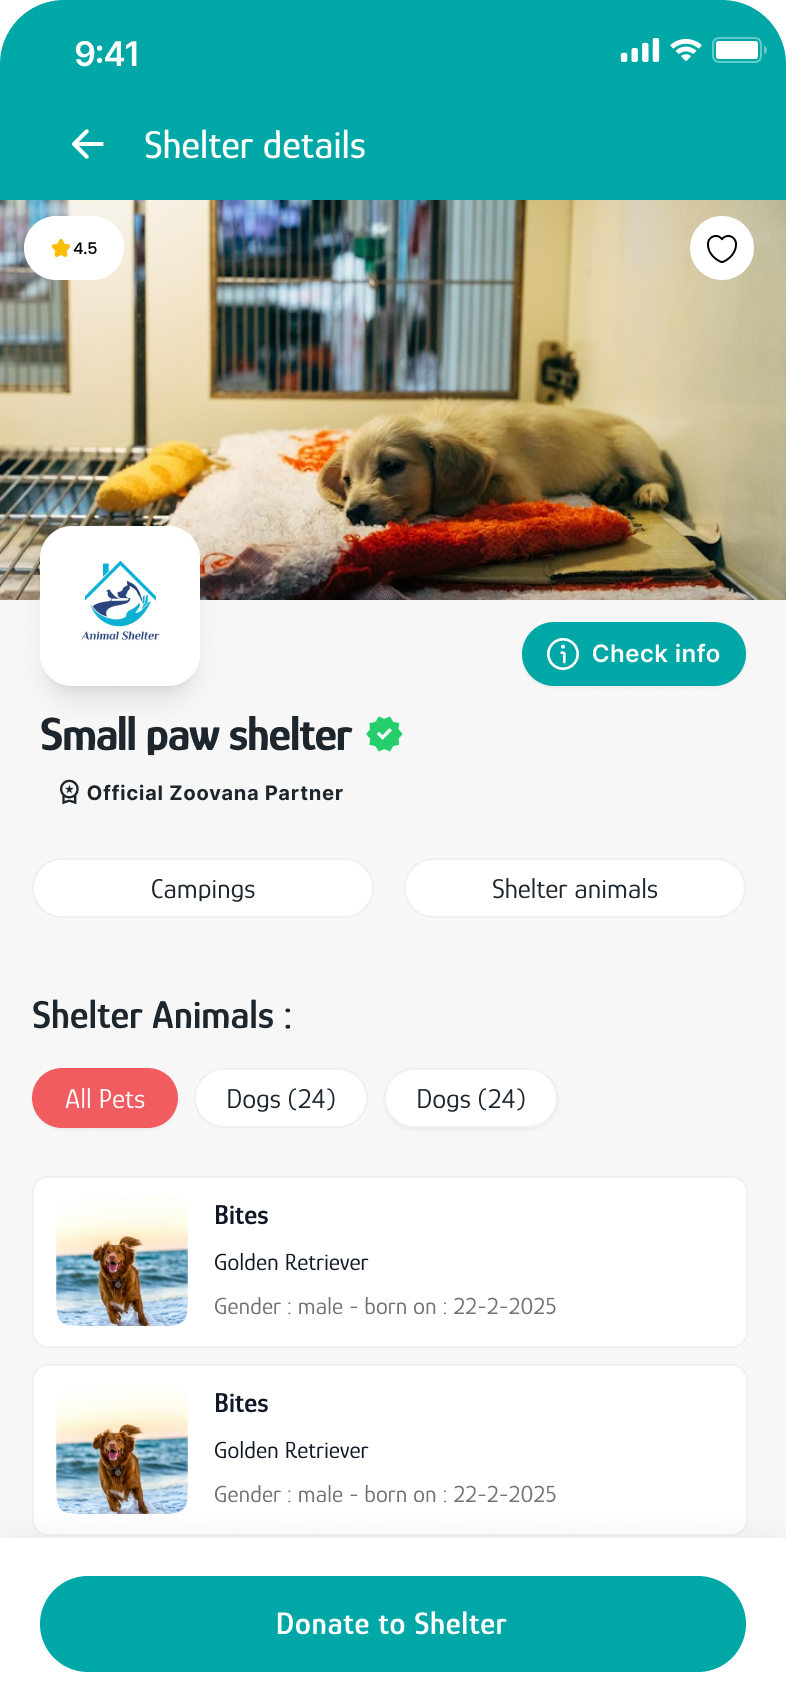 9:41
Shelter details
4.5
Animal Shelter
Check info
Small paw shelter
Official Zoovana Partner
Campings
Shelter animals
Shelter Animals :
All Pets
Dogs (24)
Dogs (24)
Bites
Golden Retriever
Gender : male - born on : 22-2-2025
Bites
Golden Retriever
Gender : male - born on : 22-2-2025
Donate to Shelter